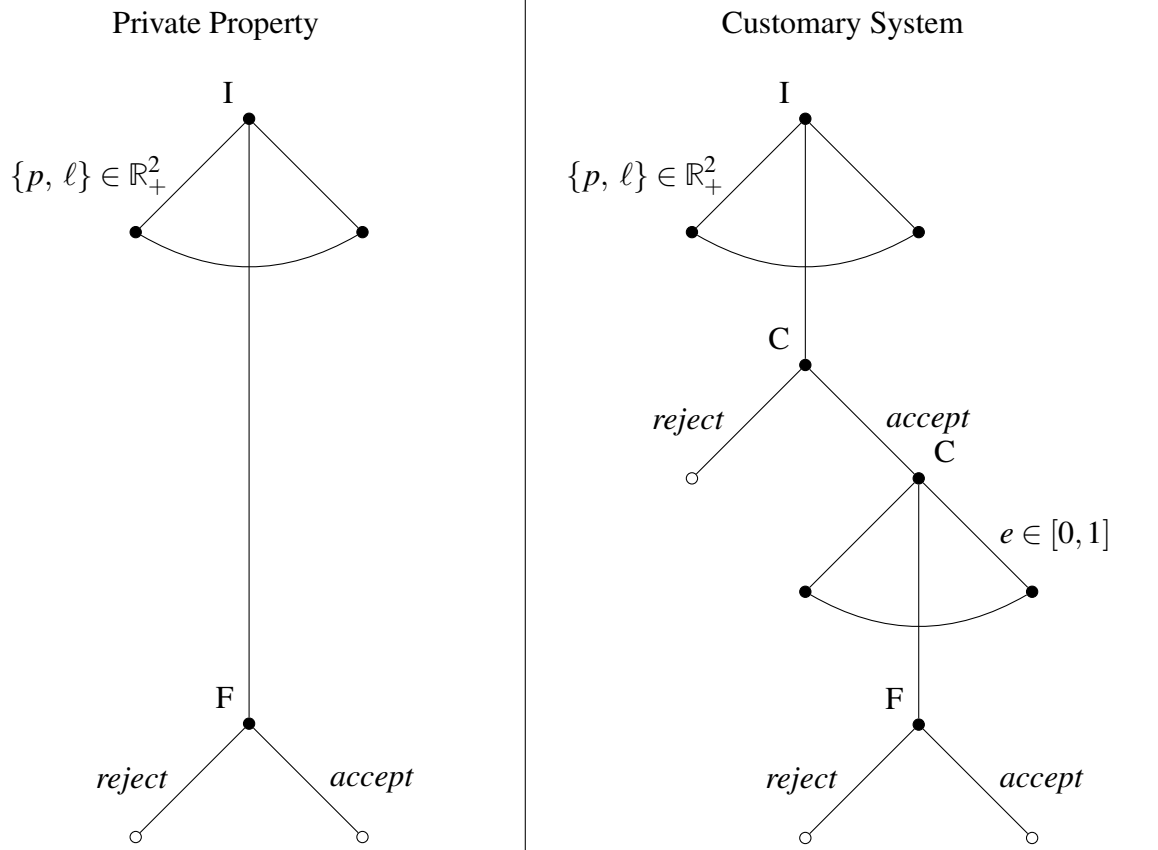 Private Property
I
{p, ℓ} ∈ ℝ²₊
F
reject
accept
Customary System
I
{p, ℓ} ∈ ℝ²₊
C
reject
accept
C
e ∈ [0, 1]
F
reject
accept